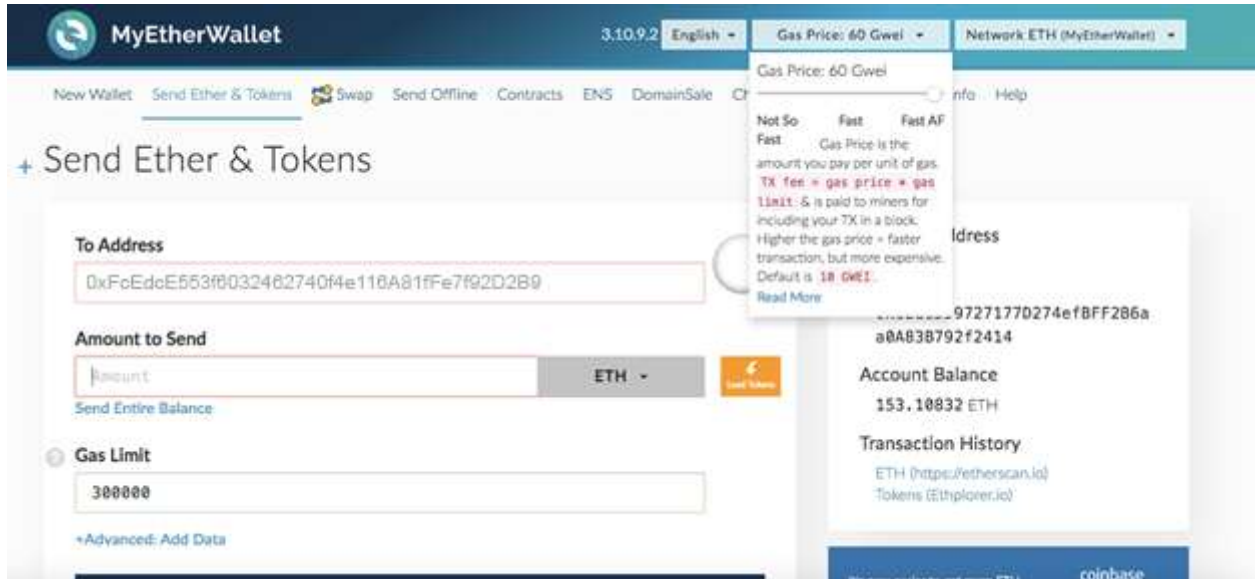 MyEtherWallet
3.10.9.2 English Gas Price: 60 Gwei Network ETH (MyEtherWallet)
New Wallet Send Ether & Tokens Swap Send Offline Contracts ENS DomainSale Help
Gas Price: 60 Gwei
Not So Fast Fast Fast AF
Gas Price is the
amount you pay per unit of gas.
TX fee = gas price * gas
limit & is paid to miners for
including your TX in a block.
Higher the gas price = faster
transaction, but more expensive.
Default is 10 GWEI.
Read More
+ Send Ether & Tokens
To Address
Amount to Send
Amount
ETH
Load Tokens
Send Entire Balance
Gas Limit
300000
+Advanced: Add Data
9727177D274efBFF2B6a
a0A83B792f2414
Account Balance
153.10832 ETH
Transaction History
ETH (https://etherscan.io)
Tokens (Ethplorer.io)
coinbase